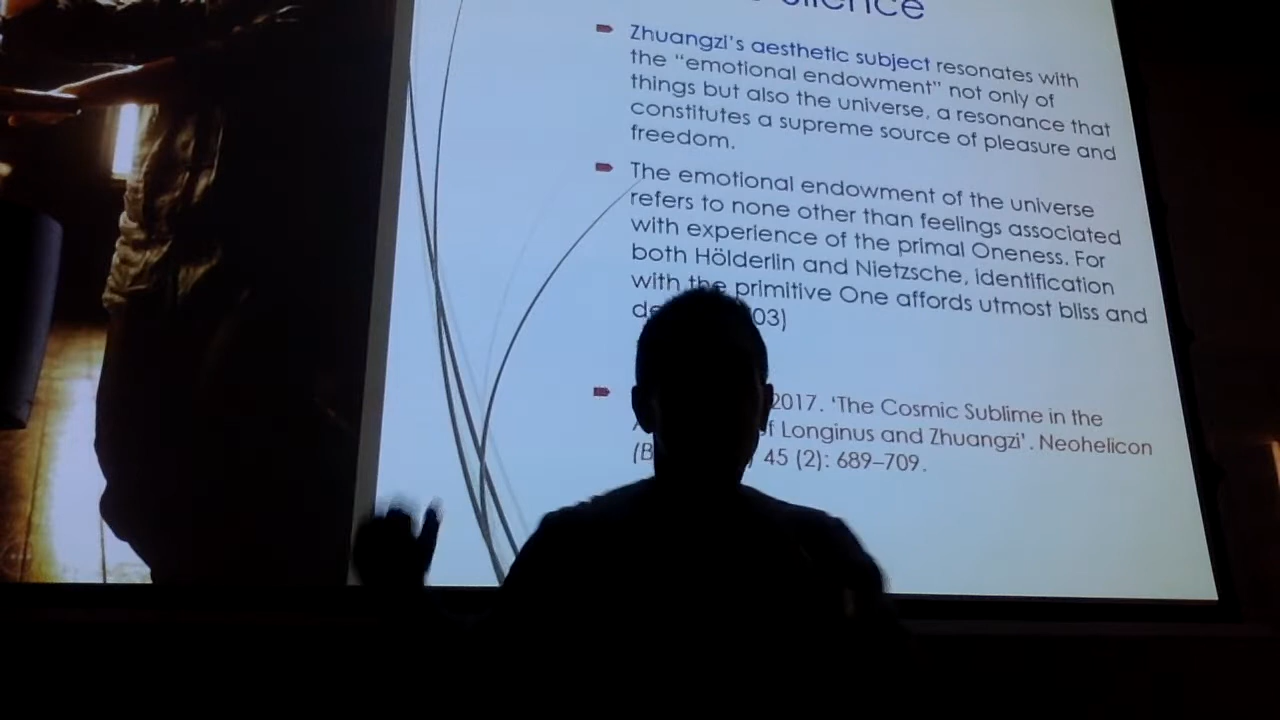 Zhuangzi's aesthetic subject resonates with
the "emotional endowment" not only of
things but also the universe, a resonance that
constitutes a supreme source of pleasure and
freedom.
The emotional endowment of the universe
refers to none other than feelings associated
with experience of the primal Oneness. For
both Hölderlin and Nietzsche, identification
with the primitive One affords utmost bliss and
03)
2017. 'The Cosmic Sublime in the
of Longinus and Zhuangzi'. Neohelicon
45 (2): 689–709.